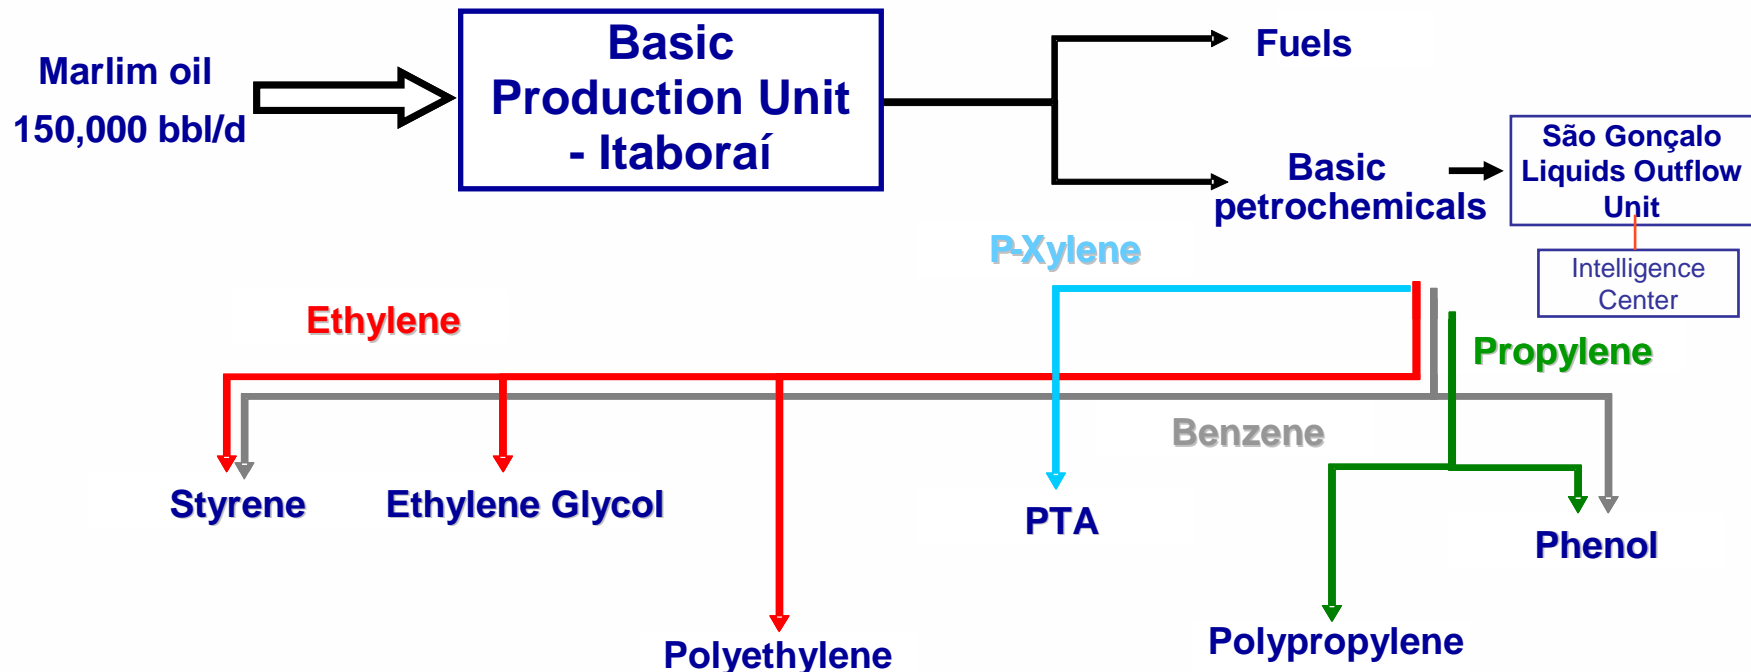 Marlim oil
150,000 bbl/d
Basic
Production Unit
- Itaboraí
Fuels
Basic
petrochemicals
São Gonçalo
Liquids Outflow
Unit
Intelligence
Center
P-Xylene
Ethylene
Propylene
Benzene
Styrene
Ethylene Glycol
PTA
Phenol
Polyethylene
Polypropylene